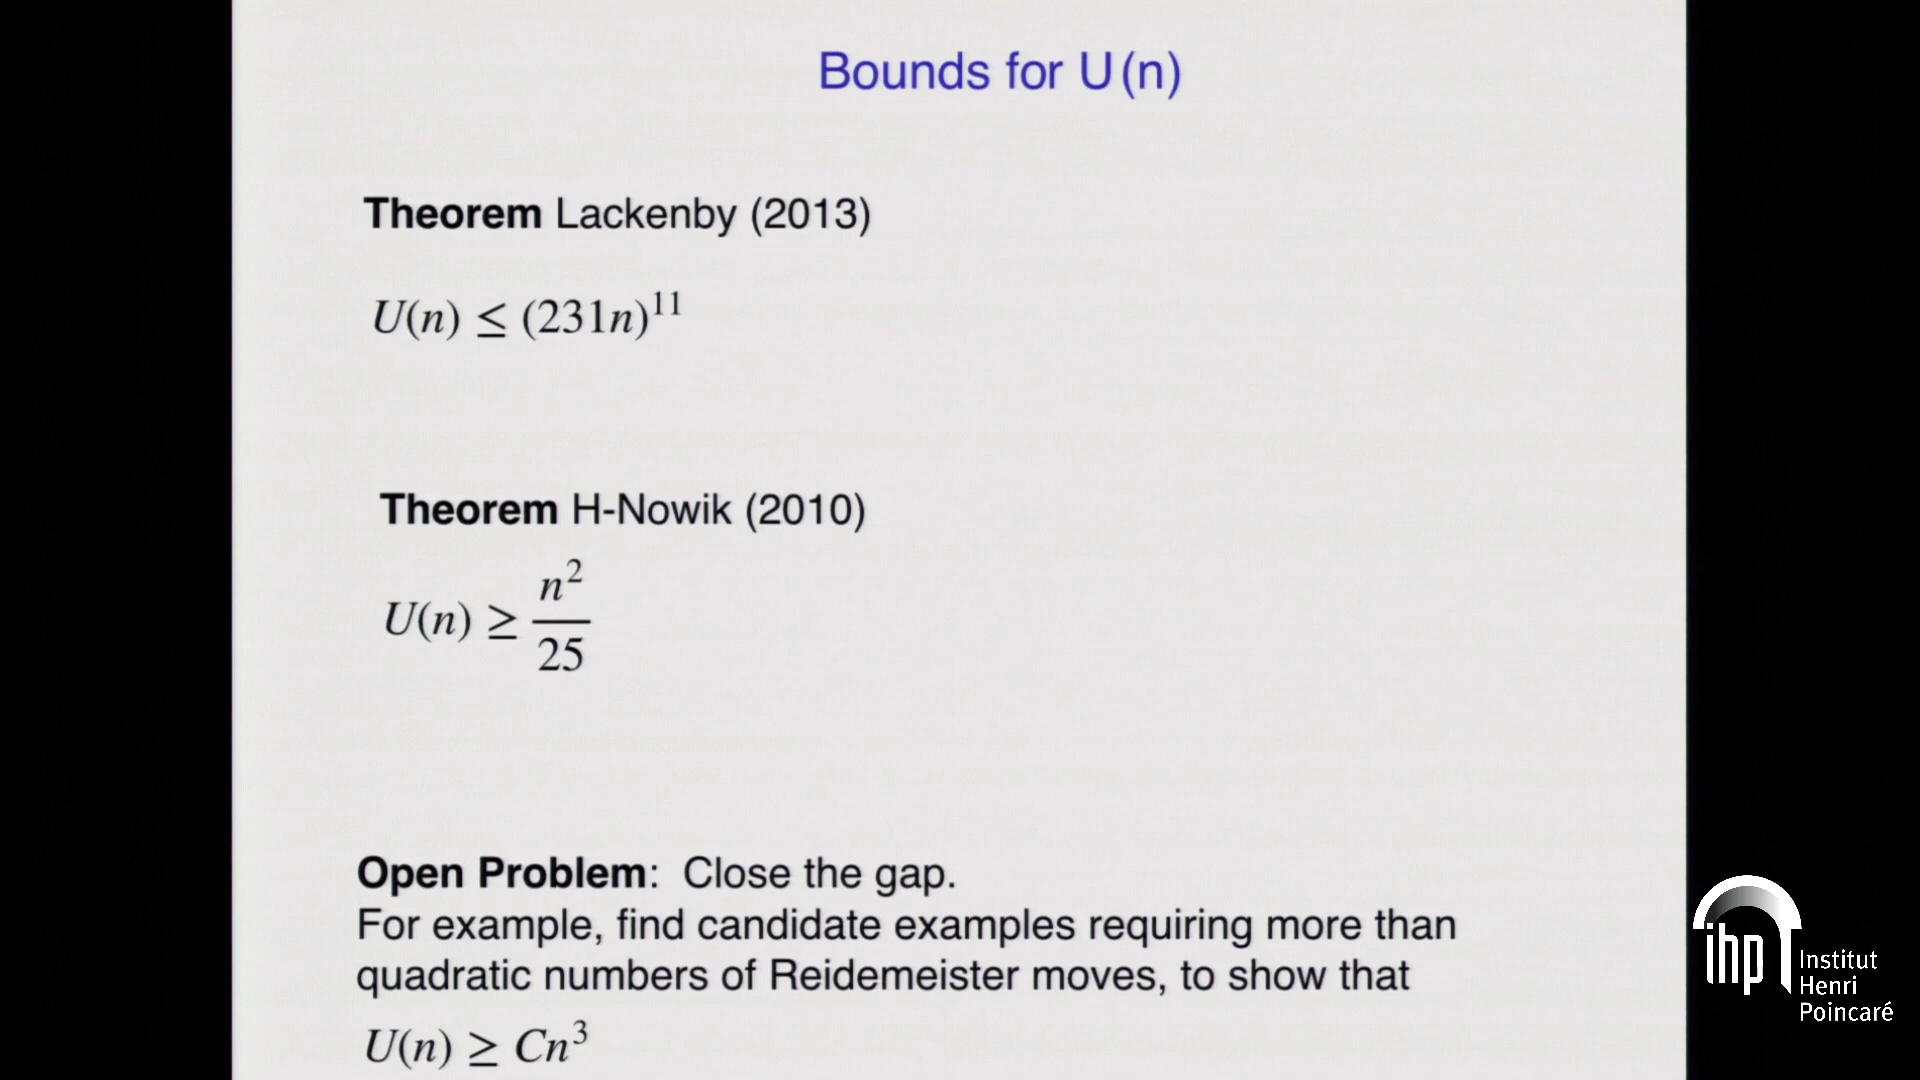 Bounds for U(n)
Theorem Lackenby (2013)
U(n) ≤ (231n)^11
Theorem H-Nowik (2010)
U(n) ≥ n^2/25
Open Problem: Close the gap.
For example, find candidate examples requiring more than
quadratic numbers of Reidemeister moves, to show that
U(n) ≥ Cn^3
ihp
Institut
Henri
Poincaré